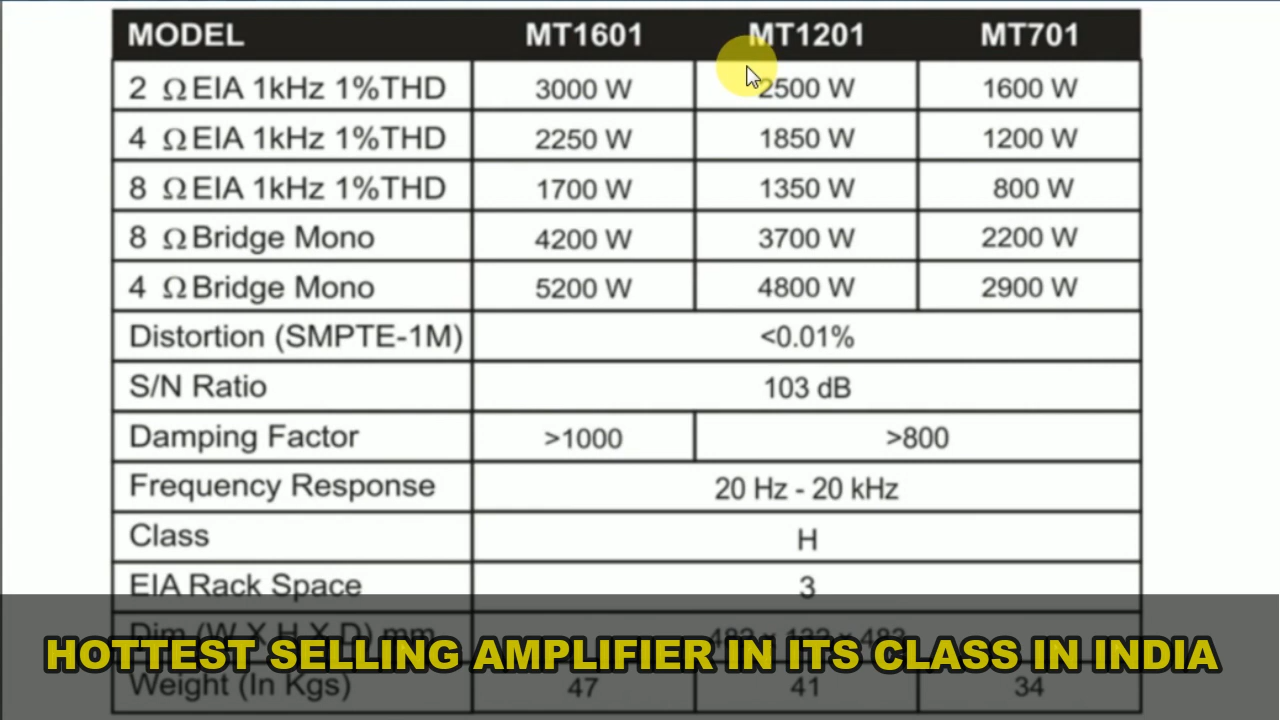 MODEL MT1601 MT1201 MT701
2 Ω EIA 1kHz 1%THD 3000 W 2500 W 1600 W
4 Ω EIA 1kHz 1%THD 2250 W 1850 W 1200 W
8 Ω EIA 1kHz 1%THD 1700 W 1350 W 800 W
8 Ω Bridge Mono 4200 W 3700 W 2200 W
4 Ω Bridge Mono 5200 W 4800 W 2900 W
Distortion (SMPTE-1M) <0.01%
S/N Ratio 103 dB
Damping Factor >1000 >800
Frequency Response 20 Hz - 20 kHz
Class H
EIA Rack Space 3
Dim (W X H X D) mm
HOTTEST SELLING AMPLIFIER IN ITS CLASS IN INDIA
Weight (In Kgs) 47 41 34